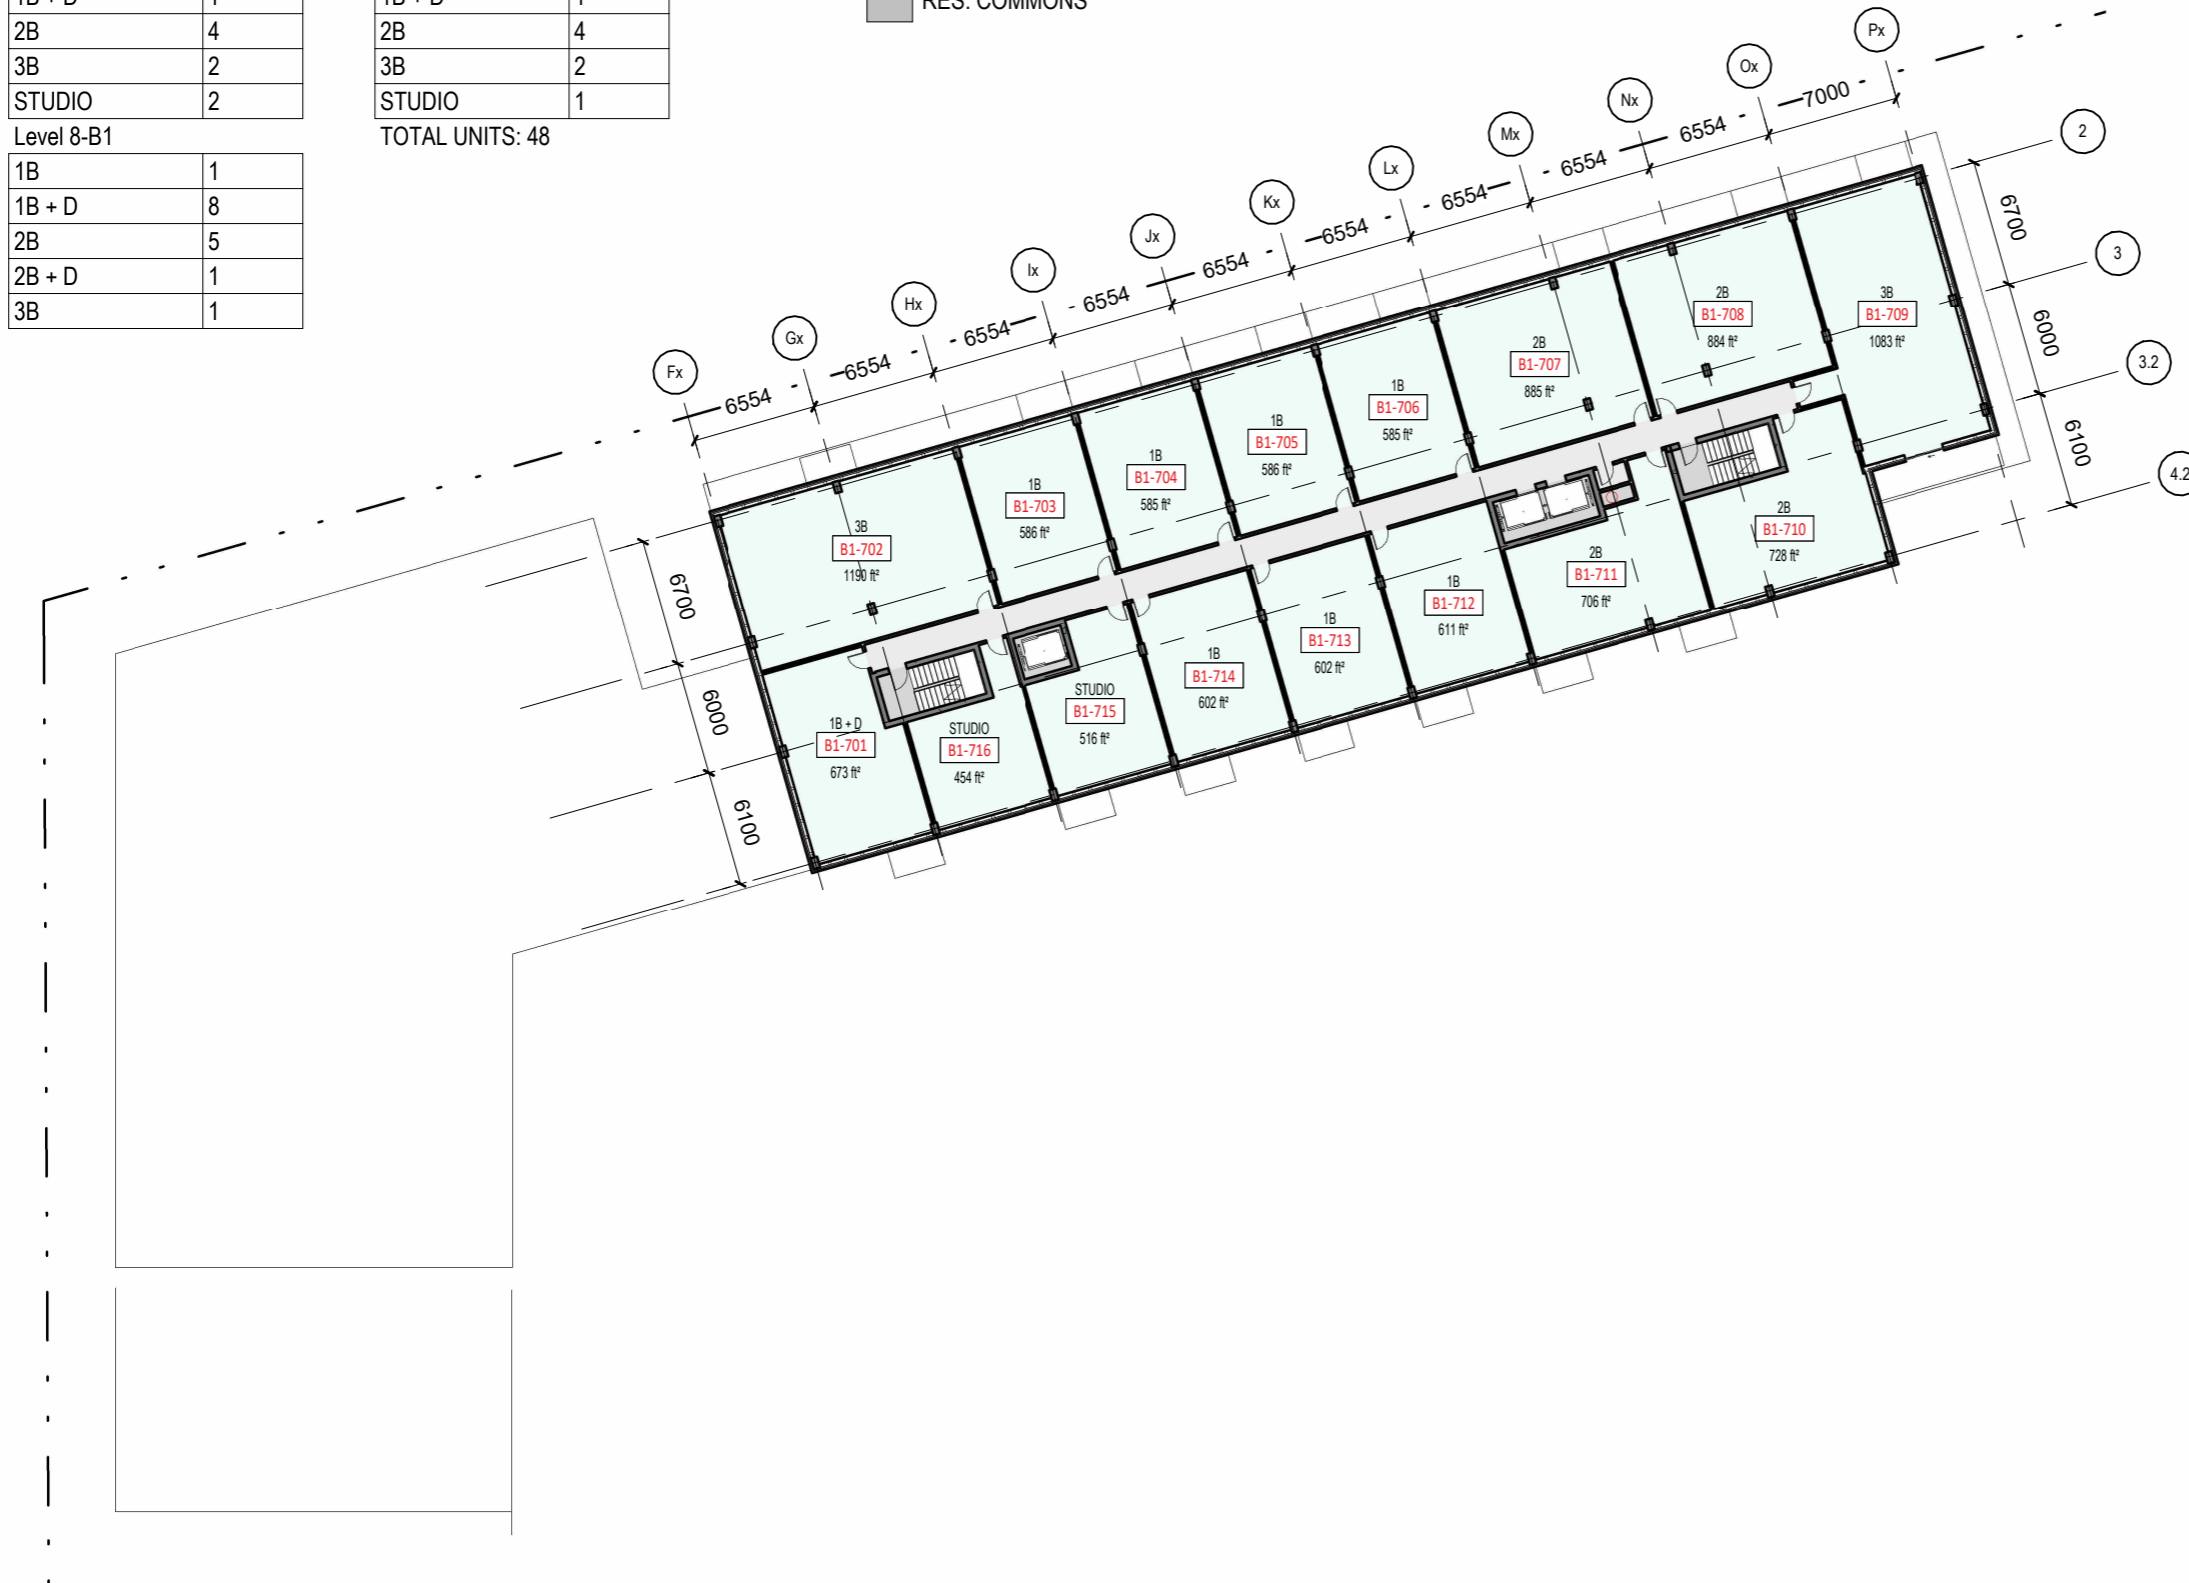 2B 4
3B 2
STUDIO 2
Level 8-B1
1B 1
1B + D 8
2B 5
2B + D 1
3B 1
2B 4
3B 2
STUDIO 1
TOTAL UNITS: 48
RES. COMMONS
Fx
Gx
Hx
Ix
Jx
Kx
Lx
Mx
Nx
Ox
Px
6554
6554
6554
6554
6554
6554
6554
6554
6554
7000
2
3
3.2
4.2
6700
6000
6100
6700
6000
6100
3B
B1-702
1190 ft²
1B
B1-703
586 ft²
1B
B1-704
585 ft²
1B
B1-705
586 ft²
1B
B1-706
585 ft²
2B
B1-707
885 ft²
2B
B1-708
884 ft²
3B
B1-709
1083 ft²
1B + D
B1-701
673 ft²
STUDIO
B1-716
454 ft²
STUDIO
B1-715
516 ft²
1B
B1-714
602 ft²
1B
B1-713
602 ft²
1B
B1-712
611 ft²
2B
B1-711
706 ft²
2B
B1-710
728 ft²